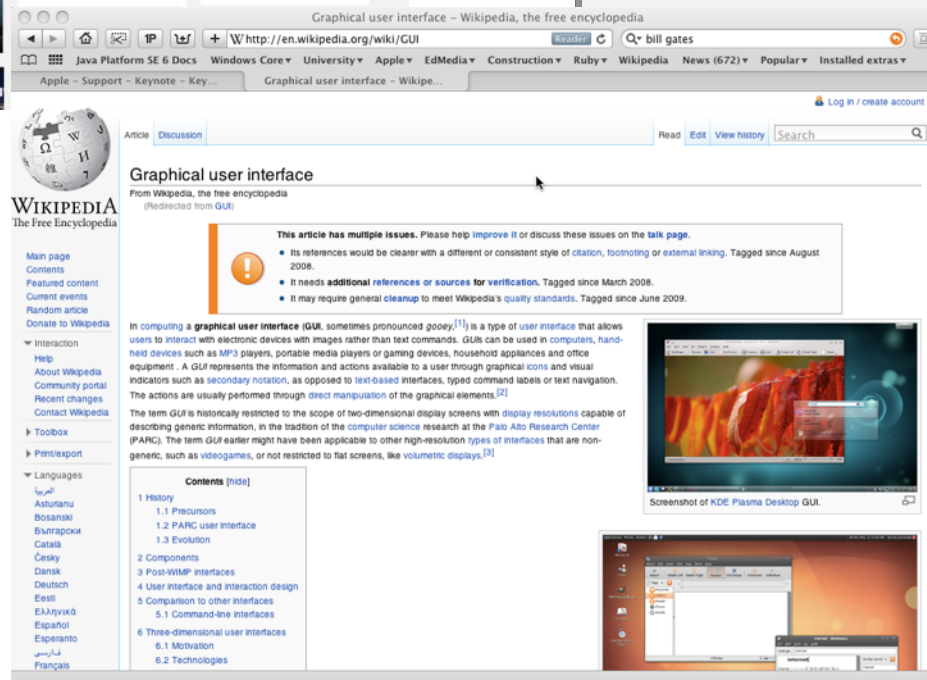 Graphical user interface – Wikipedia, the free encyclopedia
1P
+ W http://en.wikipedia.org/wiki/GUI Reader
bill gates
Java Platform SE 6 Docs Windows Core▾ University▾ Apple▾ EdMedia▾ Construction▾ Ruby▾ Wikipedia News (672)▾ Popular▾ Installed extras▾
Apple – Support – Keynote – Key...
Graphical user interface – Wikipe...
Log in / create account
Article Discussion
Read Edit View history Search
WIKIPEDIA
The Free Encyclopedia
Main page
Contents
Featured content
Current events
Random article
Donate to Wikipedia
Interaction
Help
About Wikipedia
Community portal
Recent changes
Contact Wikipedia
Toolbox
Print/export
Languages
العربية
Asturianu
Bosanski
Български
Català
Česky
Dansk
Deutsch
Eesti
Ελληνικά
Español
Esperanto
فارسی
Français
Graphical user interface
From Wikipedia, the free encyclopedia
(Redirected from GUI)
This article has multiple issues. Please help improve it or discuss these issues on the talk page.
• Its references would be clearer with a different or consistent style of citation, footnoting or external linking. Tagged since August
2008.
• It needs additional references or sources for verification. Tagged since March 2008.
• It may require general cleanup to meet Wikipedia's quality standards. Tagged since June 2009.
In computing a graphical user interface (GUI, sometimes pronounced gooey,[1]) is a type of user interface that allows
users to interact with electronic devices with images rather than text commands. GUIs can be used in computers, hand-
held devices such as MP3 players, portable media players or gaming devices, household appliances and office
equipment . A GUI represents the information and actions available to a user through graphical icons and visual
indicators such as secondary notation, as opposed to text-based interfaces, typed command labels or text navigation.
The actions are usually performed through direct manipulation of the graphical elements.[2]
The term GUI is historically restricted to the scope of two-dimensional display screens with display resolutions capable of
describing generic information, in the tradition of the computer science research at the Palo Alto Research Center
(PARC). The term GUI earlier might have been applicable to other high-resolution types of interfaces that are non-
generic, such as videogames, or not restricted to flat screens, like volumetric displays.[3]
Screenshot of KDE Plasma Desktop GUI.
Contents [hide]
1 History
1.1 Precursors
1.2 PARC user interface
1.3 Evolution
2 Components
3 Post-WIMP interfaces
4 User interface and interaction design
5 Comparison to other interfaces
5.1 Command-line interfaces
6 Three-dimensional user interfaces
6.1 Motivation
6.2 Technologies